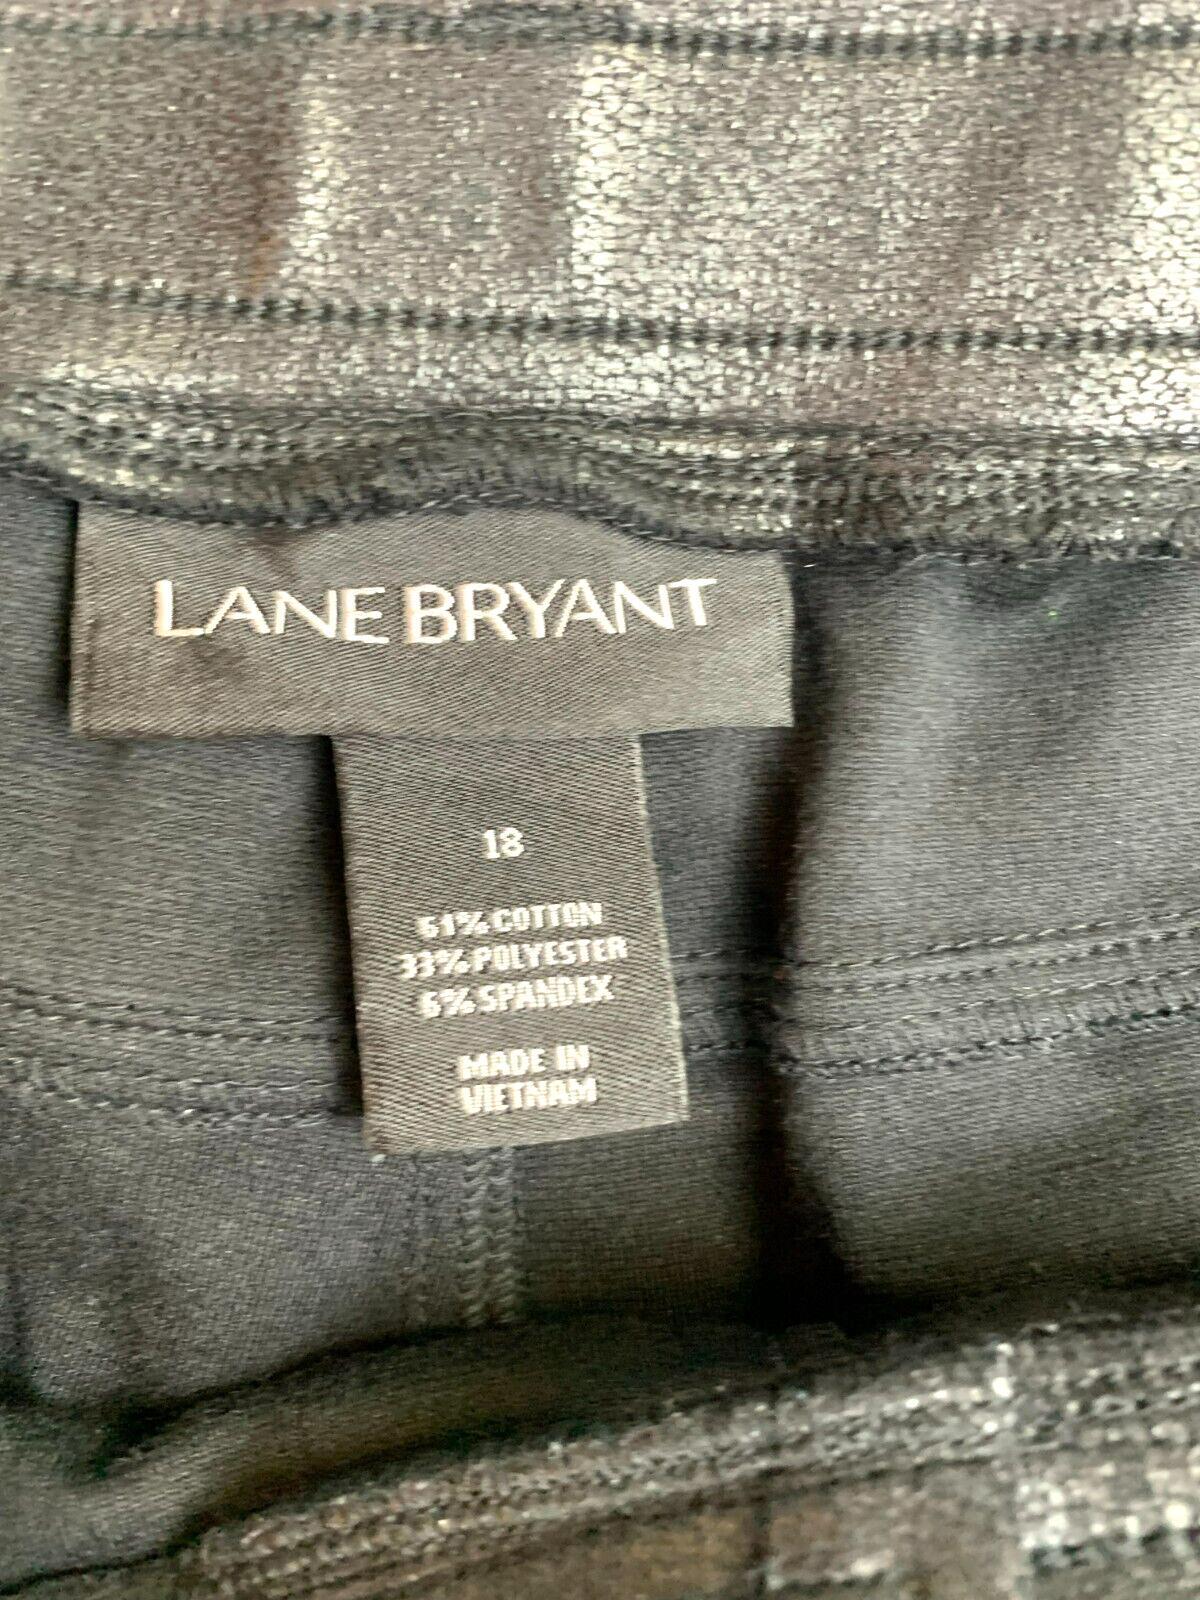 LANE BRYANT
18
61% COTTON
33% POLYESTER
6% SPANDEX
MADE IN
VIETNAM